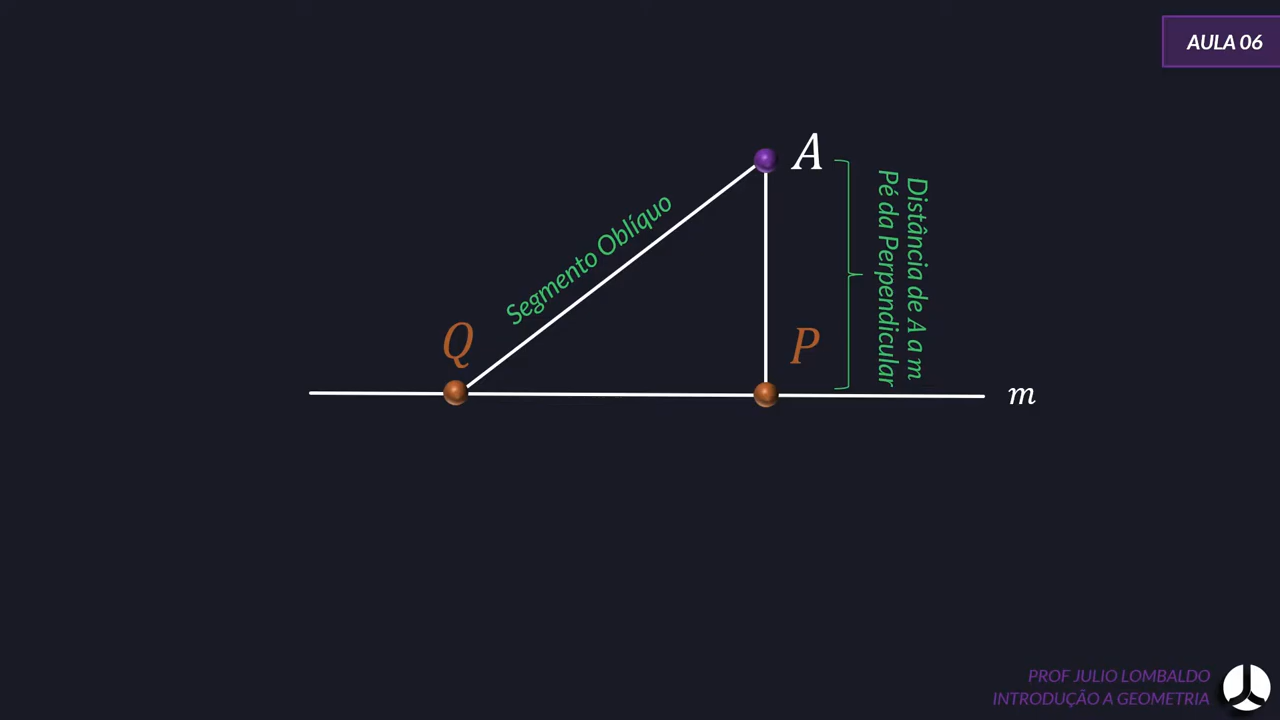 AULA 06
A
Distância de A a m
Pé da Perpendicular
Segmento Oblíquo
Q
P
m
PROF JULIO LOMBALDO
INTRODUÇÃO A GEOMETRIA